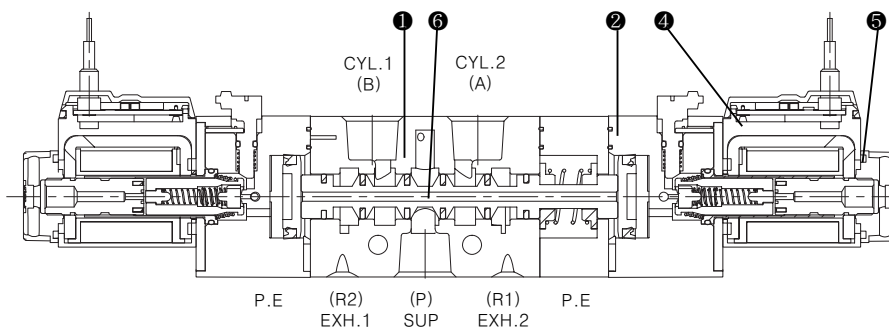 ❶ ❻ ❷ ❹ ❺
CYL.1 CYL.2
(B) (A)
P.E (R2) (P) (R1) P.E
EXH.1 SUP EXH.2